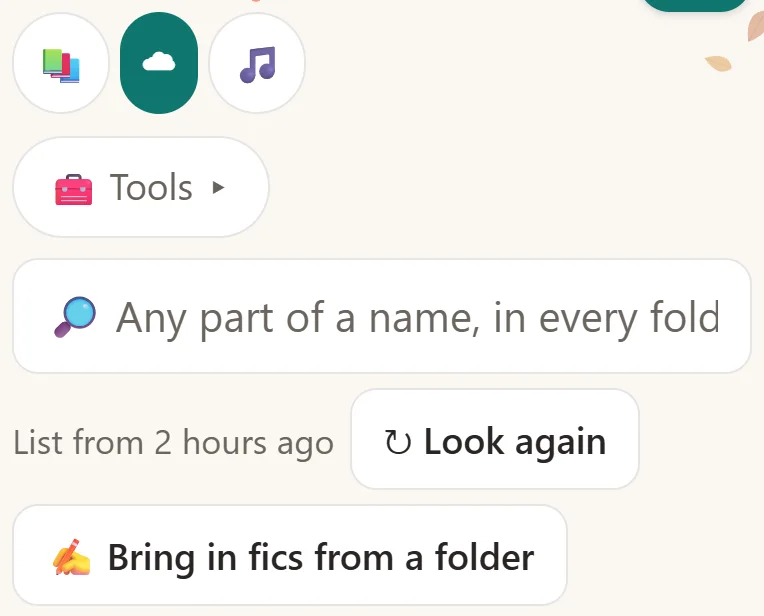 Tools
Any part of a name, in every fold
List from 2 hours ago
Look again
Bring in fics from a folder